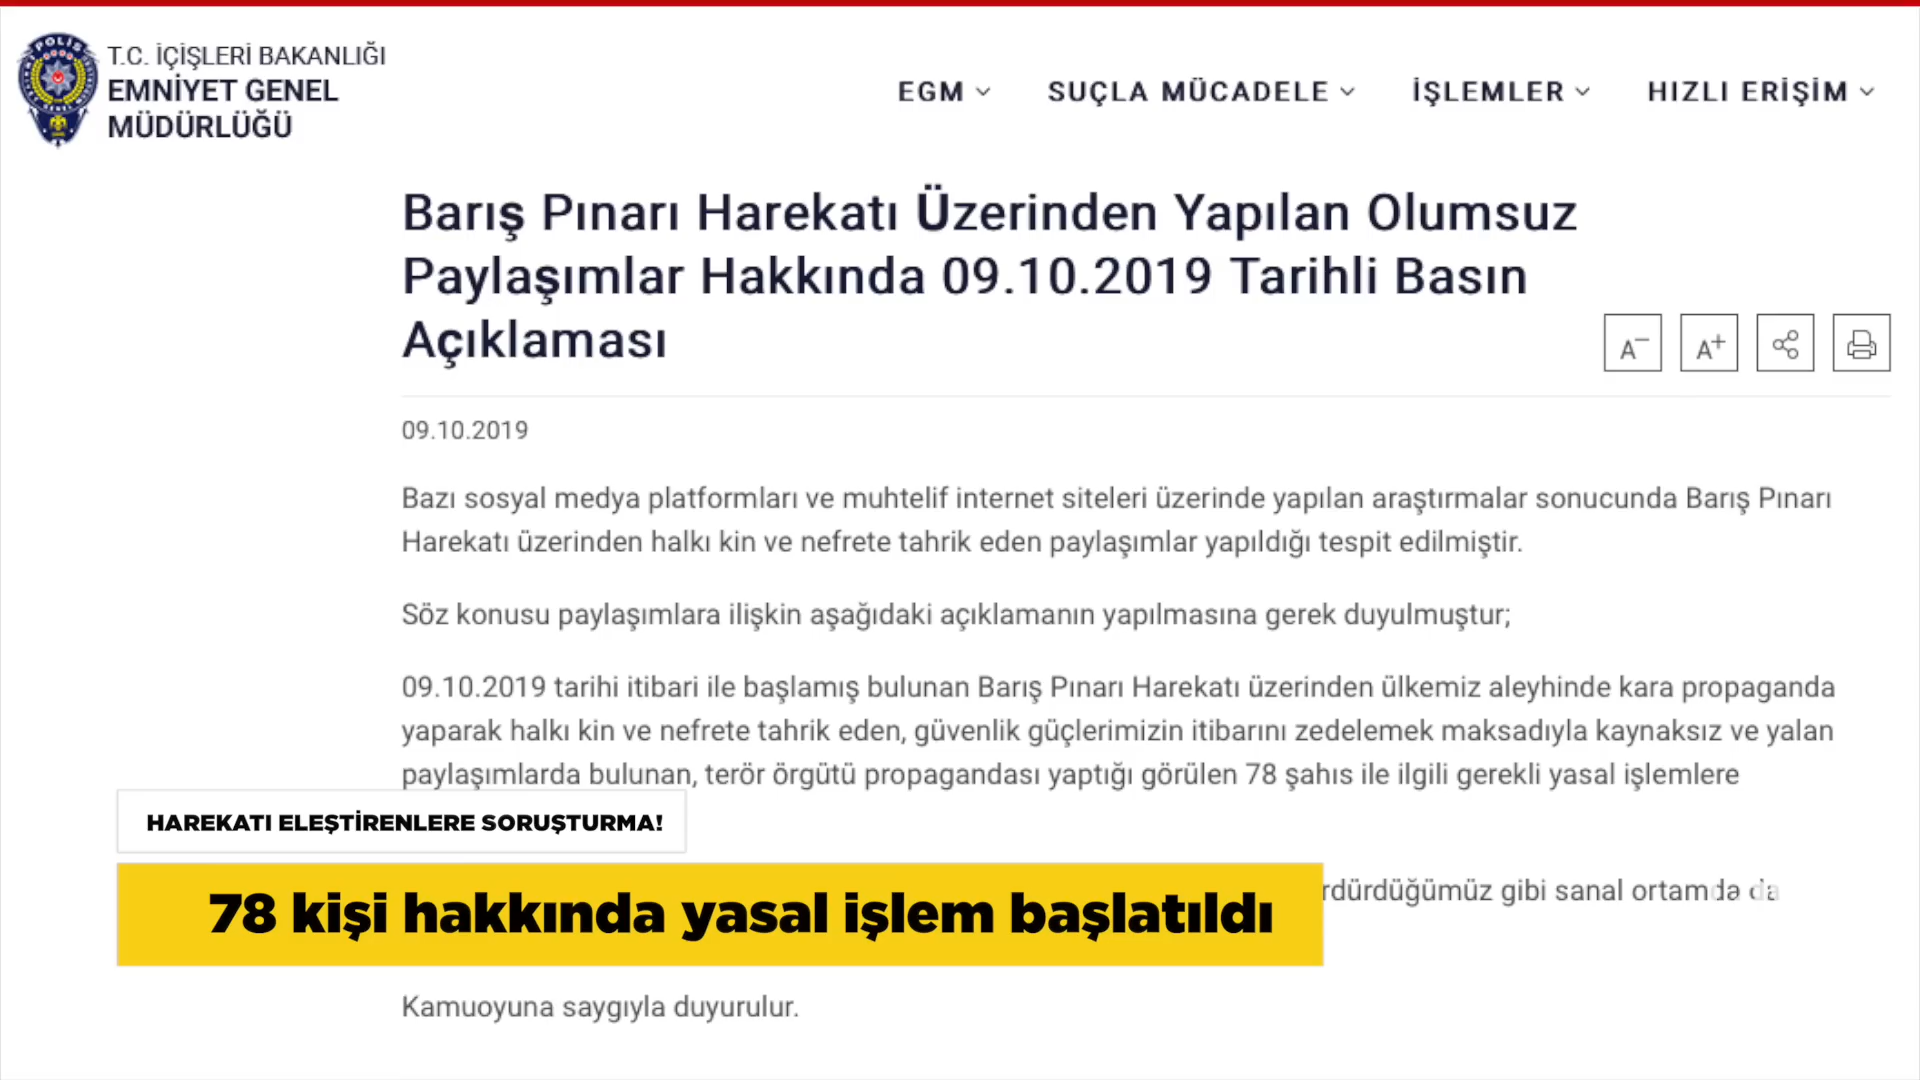 POLİS
T.C. İÇİŞLERİ BAKANLIĞI
EMNİYET GENEL
MÜDÜRLÜĞÜ
EGM
SUÇLA MÜCADELE
İŞLEMLER
HIZLI ERİŞİM
Barış Pınarı Harekatı Üzerinden Yapılan Olumsuz
Paylaşımlar Hakkında 09.10.2019 Tarihli Basın
Açıklaması
A-
A+
09.10.2019
Bazı sosyal medya platformları ve muhtelif internet siteleri üzerinde yapılan araştırmalar sonucunda Barış Pınarı
Harekatı üzerinden halkı kin ve nefrete tahrik eden paylaşımlar yapıldığı tespit edilmiştir.
Söz konusu paylaşımlara ilişkin aşağıdaki açıklamanın yapılmasına gerek duyulmuştur;
09.10.2019 tarihi itibari ile başlamış bulunan Barış Pınarı Harekatı üzerinden ülkemiz aleyhinde kara propaganda
yaparak halkı kin ve nefrete tahrik eden, güvenlik güçlerimizin itibarını zedelemek maksadıyla kaynaksız ve yalan
paylaşımlarda bulunan, terör örgütü propagandası yaptığı görülen 78 şahıs ile ilgili gerekli yasal işlemlere
HAREKATI ELEŞTİRENLERE SORUŞTURMA!
78 kişi hakkında yasal işlem başlatıldı
rdürdüğümüz gibi sanal ortamda da
Kamuoyuna saygıyla duyurulur.